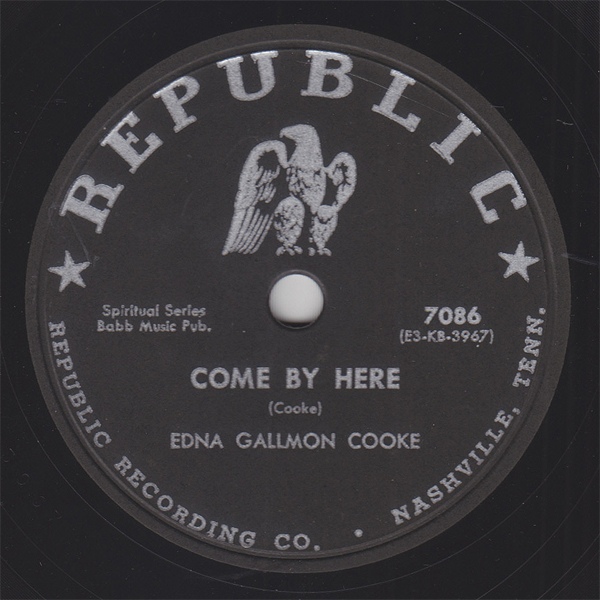 REPUBLIC
Spiritual Series
Babb Music Pub.
7086
(E3-KB-3967)
COME BY HERE
(Cooke)
EDNA GALLMON COOKE
REPUBLIC RECORDING CO. • NASHVILLE, TENN.